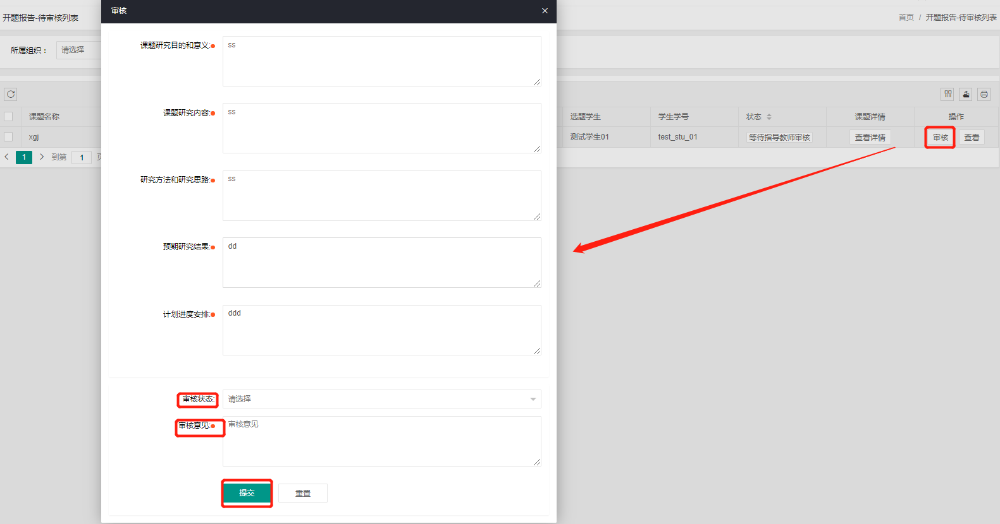 审核
开题报告-待审核列表
首页 / 开题报告-待审核列表
所属组织：
请选择
课题名称
选题学生
学生学号
状态
课题详情
操作
xgj
测试学生01
test_stu_01
等待指导教师审核
查看详情
审核
查看
1
到第
1
课题研究目的和意义:
ss
课题研究内容:
ss
研究方法和研究思路:
ss
预期研究结果:
dd
计划进度安排:
ddd
审核状态:
请选择
审核意见:
审核意见
提交
重置